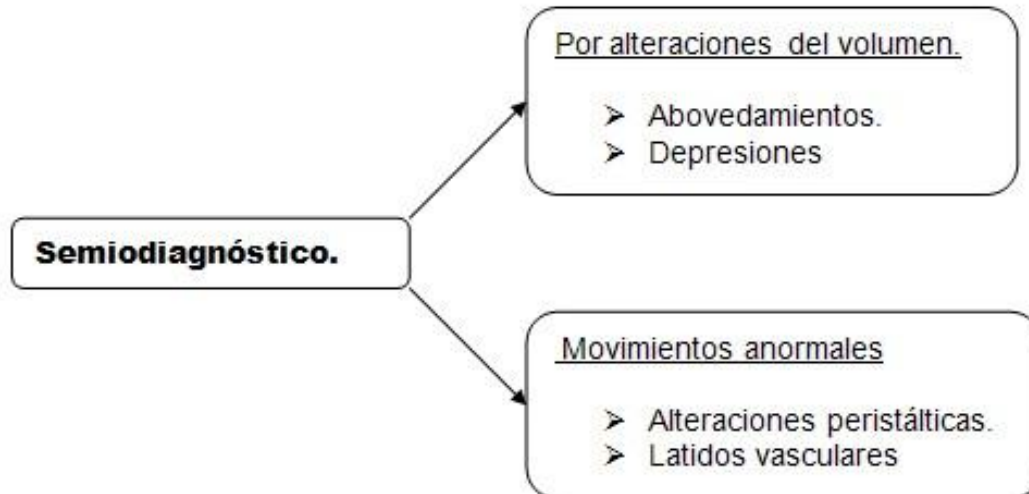 Por alteraciones del volumen.
➢ Abovedamientos.
➢ Depresiones
Semiodiagnóstico.
Movimientos anormales
➢ Alteraciones peristálticas.
➢ Latidos vasculares